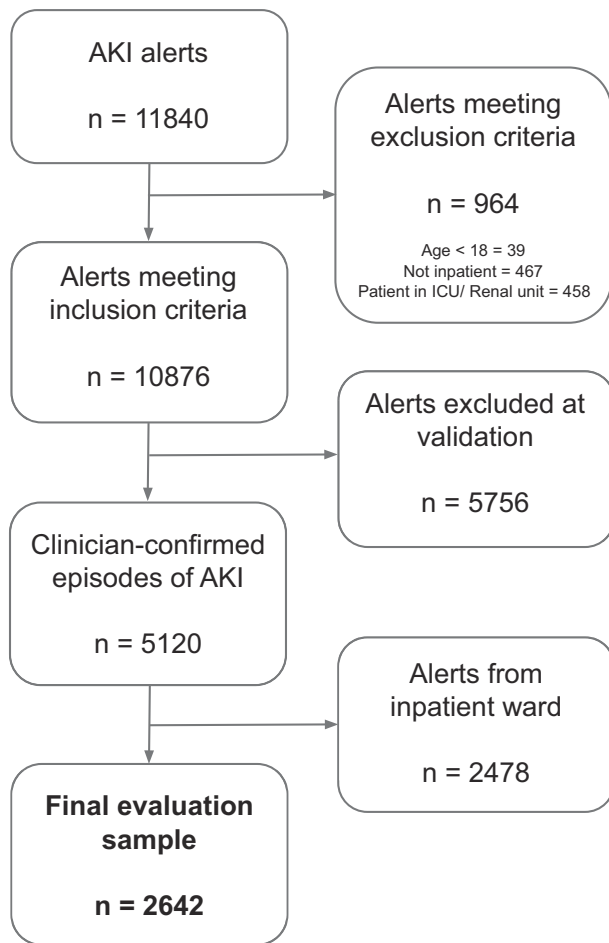 AKI alerts
n = 11840
Alerts meeting
exclusion criteria
n = 964
Age < 18 = 39
Not inpatient = 467
Patient in ICU/ Renal unit = 458
Alerts meeting
inclusion criteria
n = 10876
Alerts excluded at
validation
n = 5756
Clinician-confirmed
episodes of AKI
n = 5120
Alerts from
inpatient ward
n = 2478
Final evaluation
sample
n = 2642